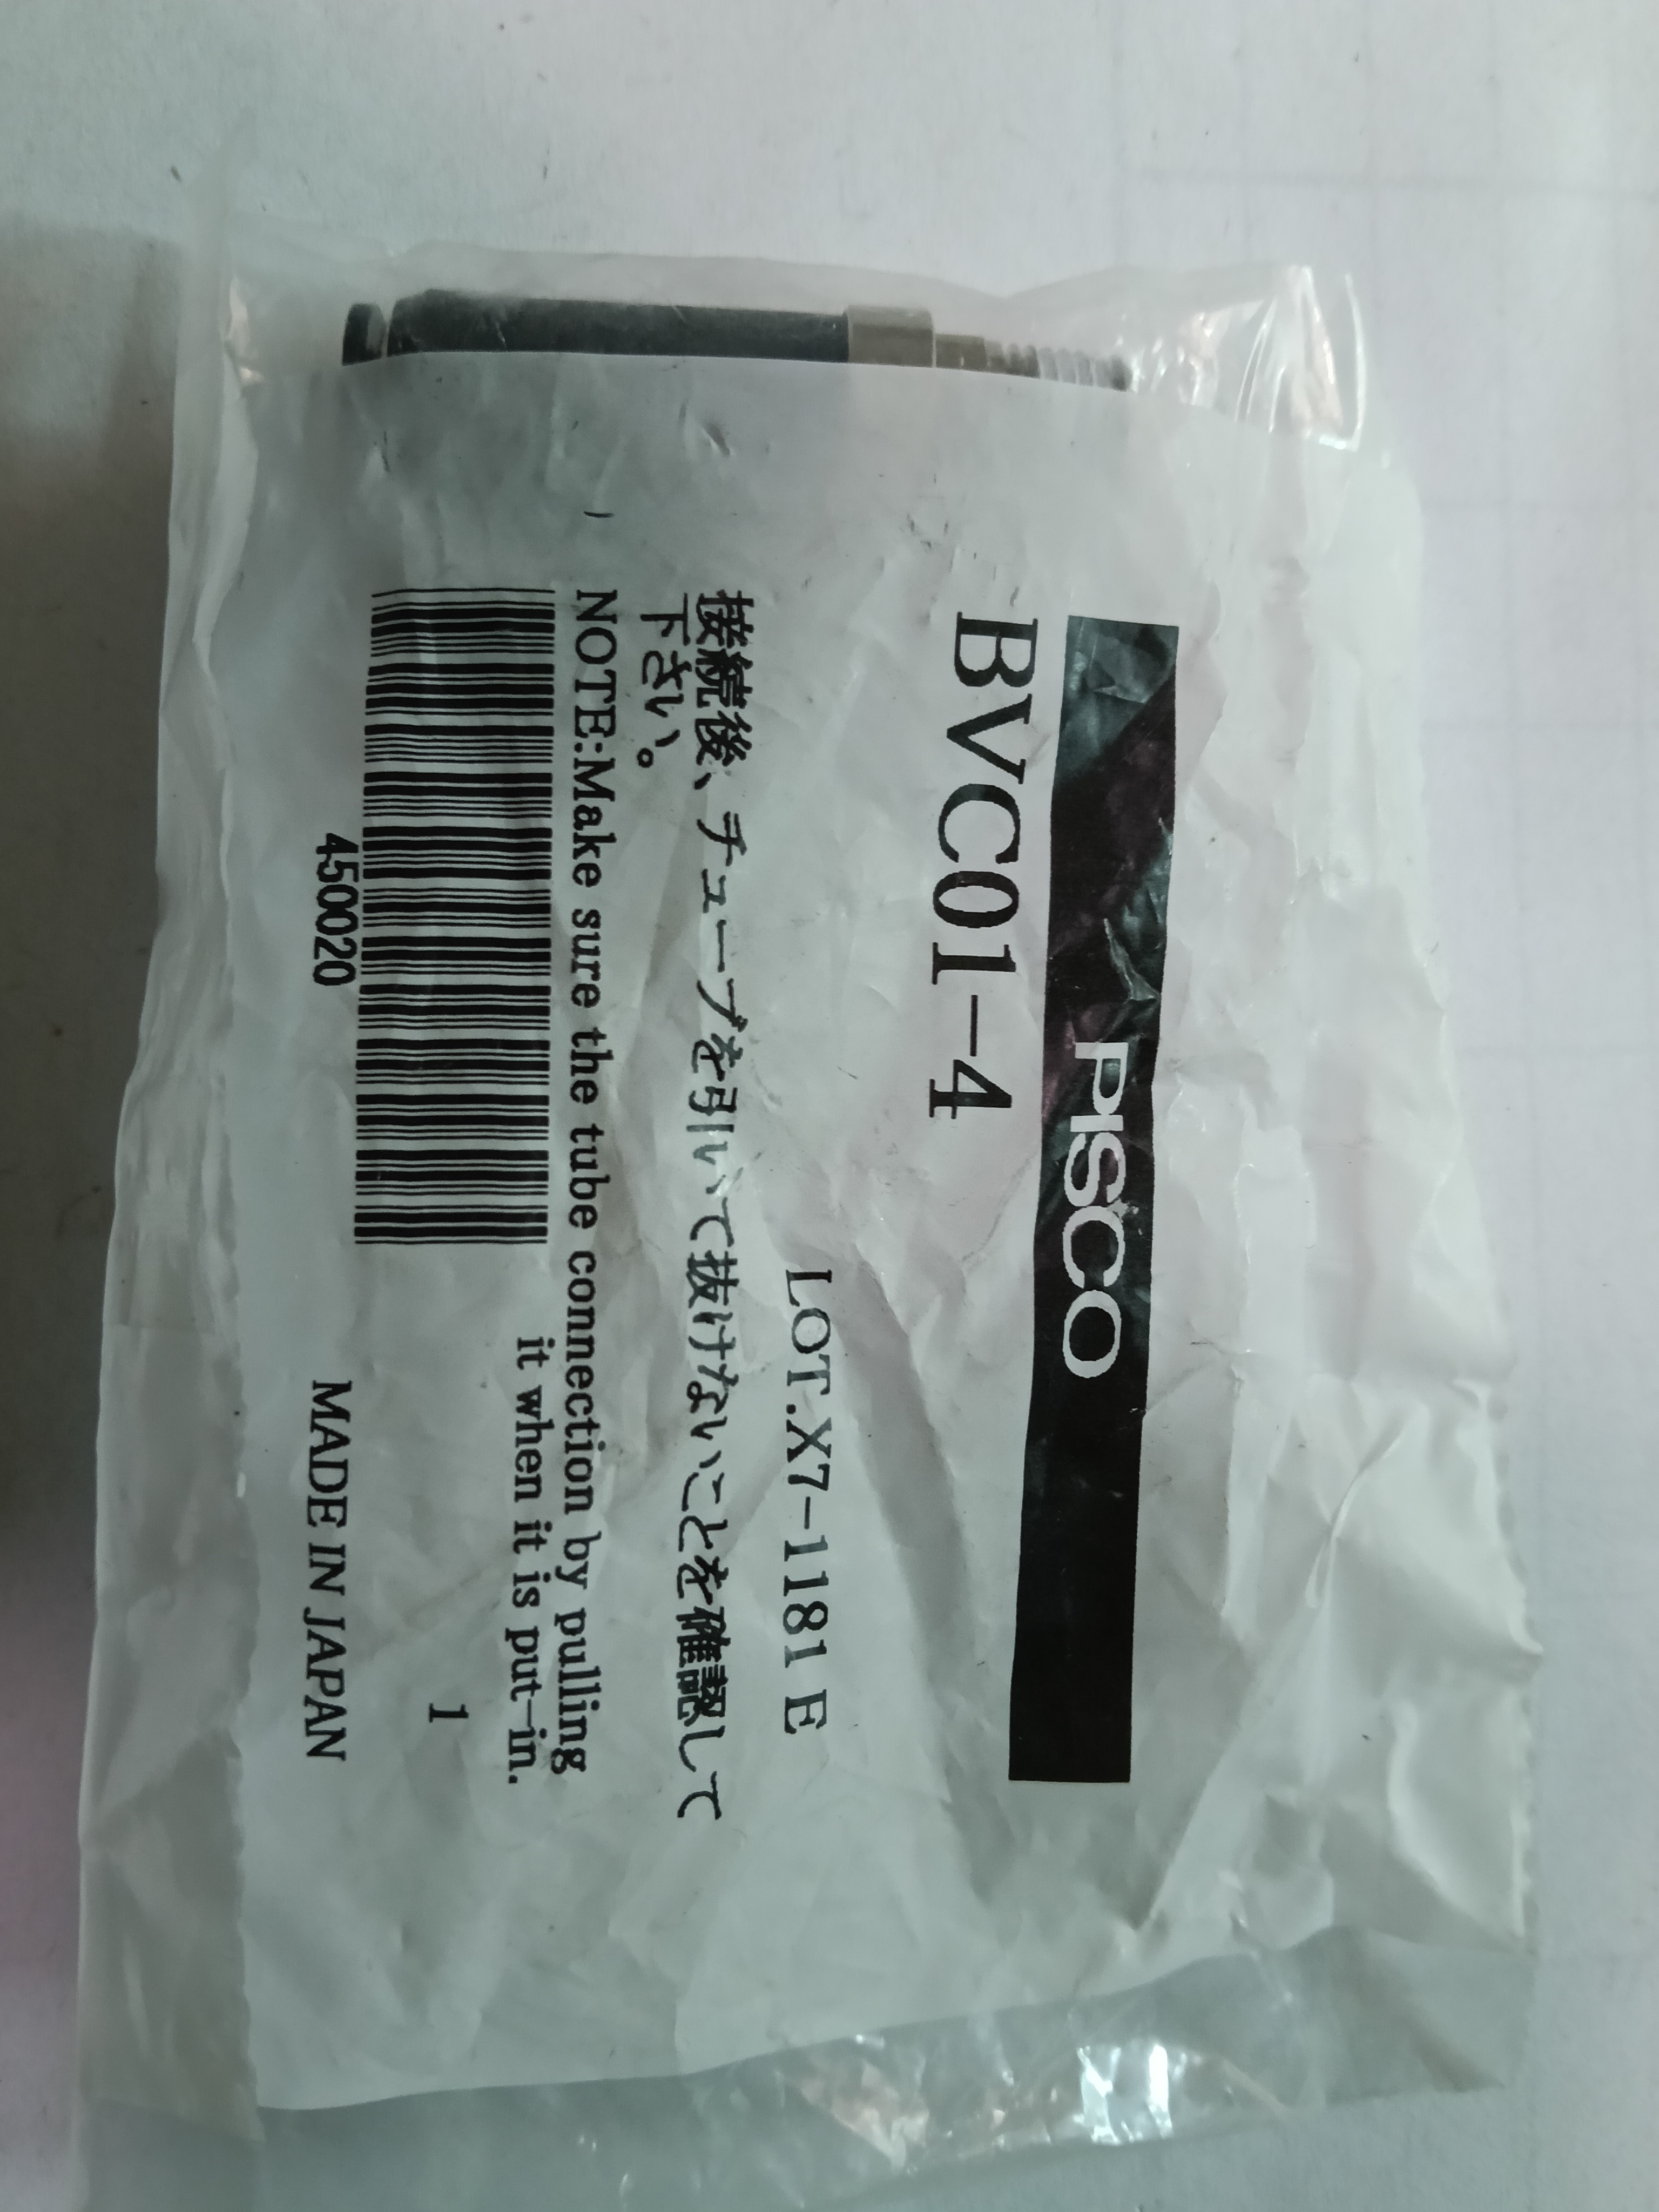 PISCO
BVC01-4
LOT.X7-1181 E
接続後、チューブを引いて抜けないことを確認して
下さい。
NOTE:Make sure the tube connection by pulling
it when it is put-in.
1
450020
MADE IN JAPAN